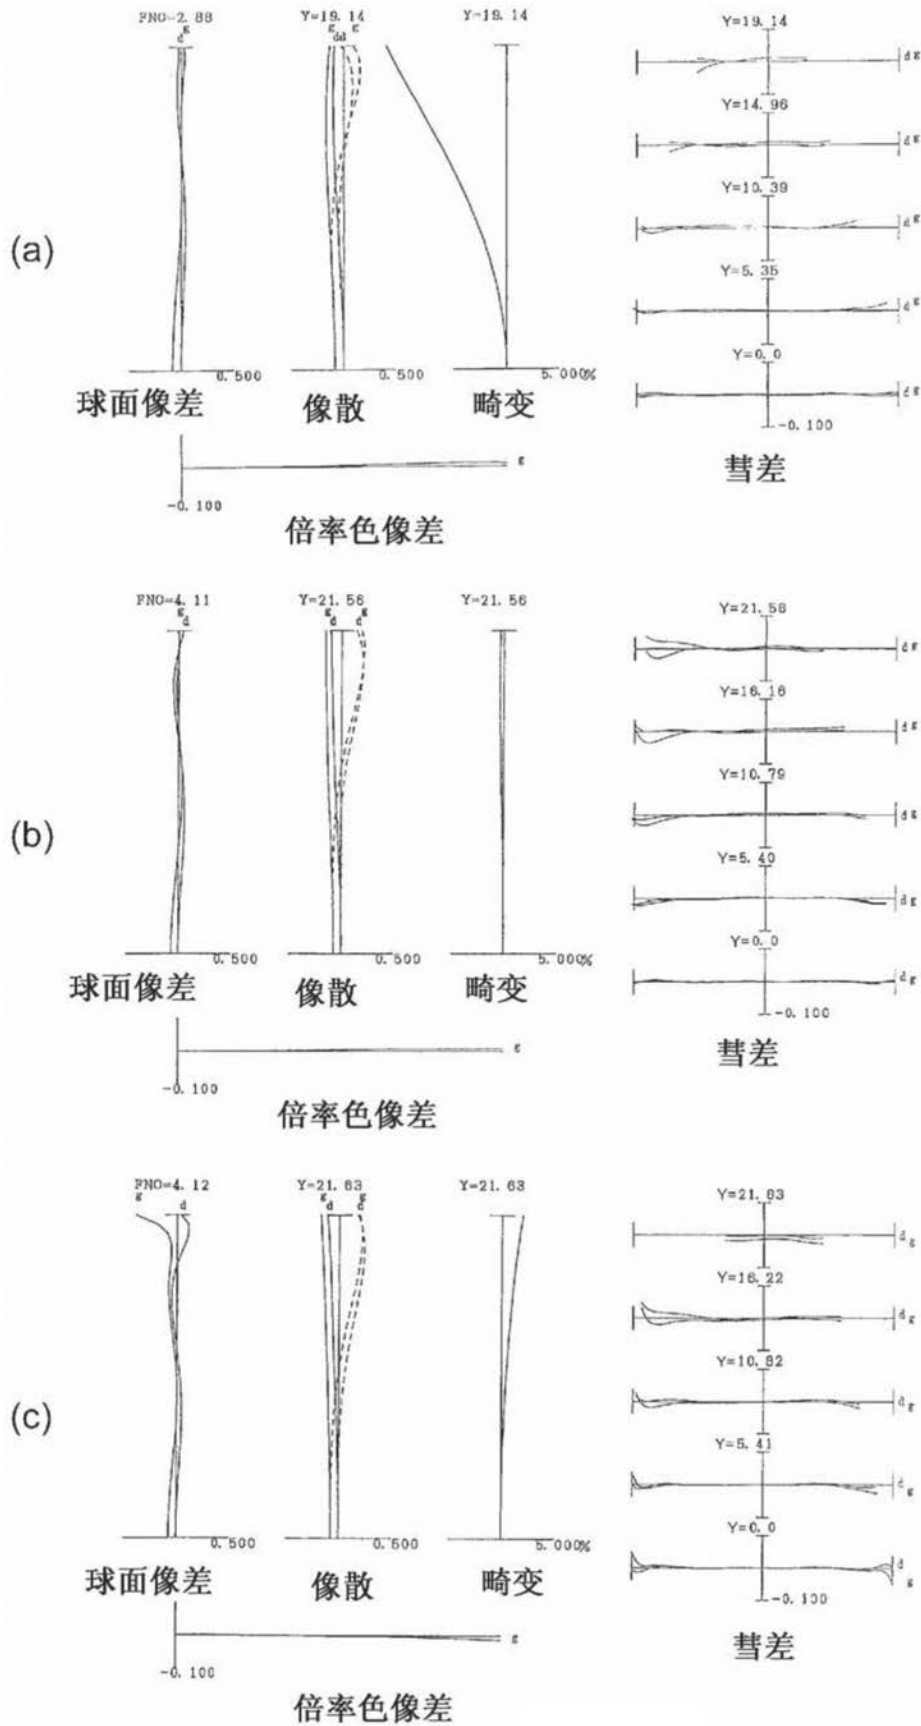 (a)
FNO=2.88
g
d
0.500
球面像差
Y=19.14
g g
dd
0.500
像散
Y=19.14
5.000%
畸变
Y=19.14
d g
Y=14.96
d g
Y=10.39
d g
Y=5.35
d g
Y=0.0
d g
-0.100
彗差
-0.100
g
倍率色像差
(b)
FNO=4.11
g
d
0.500
球面像差
Y=21.56
g g
d d
0.500
像散
Y=21.56
5.000%
畸变
Y=21.56
d g
Y=16.16
d g
Y=10.79
d g
Y=5.40
d g
Y=0.0
d g
-0.100
彗差
-0.100
g
倍率色像差
(c)
FNO=4.12
g d
0.500
球面像差
Y=21.63
g g
d d
0.500
像散
Y=21.63
5.000%
畸变
Y=21.63
d g
Y=16.22
d g
Y=10.82
d g
Y=5.41
d g
Y=0.0
d
g
-0.100
彗差
-0.100
g
倍率色像差